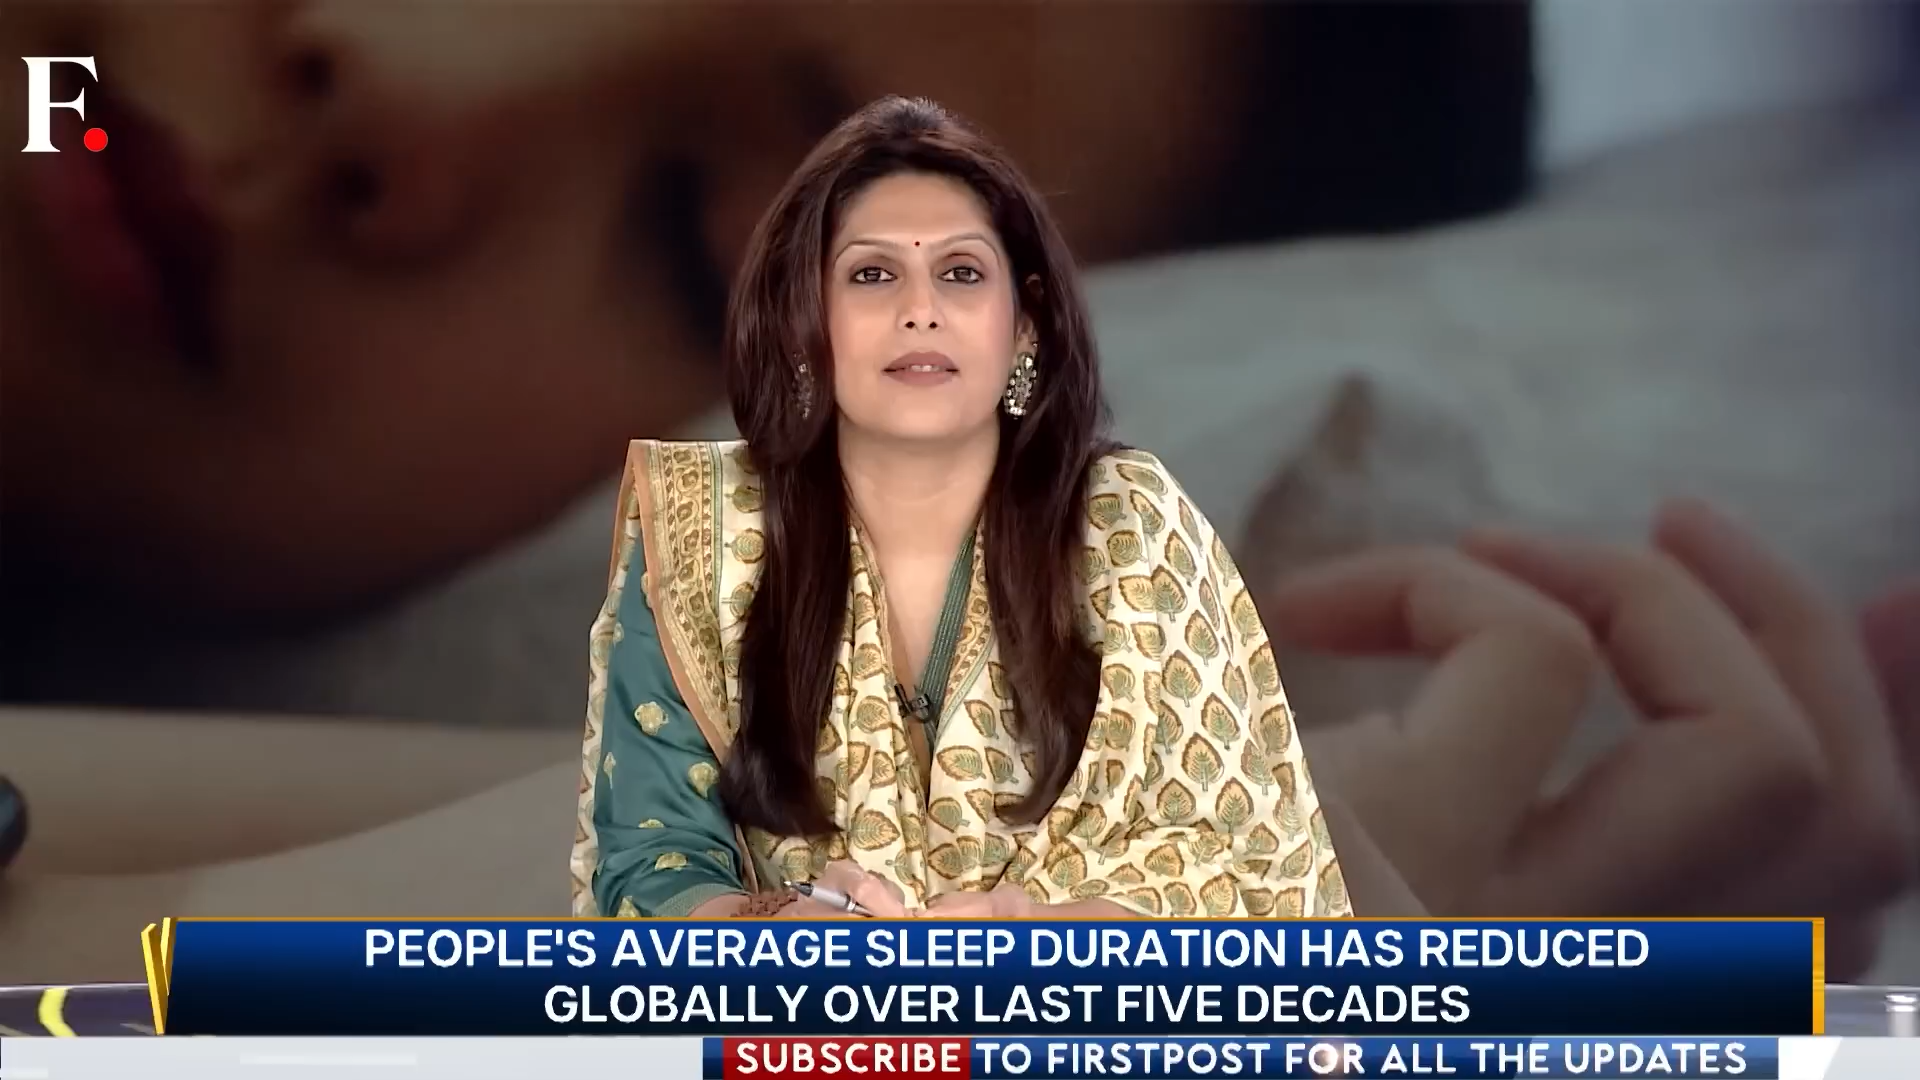 F.
PEOPLE'S AVERAGE SLEEP DURATION HAS REDUCED
GLOBALLY OVER LAST FIVE DECADES
SUBSCRIBE TO FIRSTPOST FOR ALL THE UPDATES